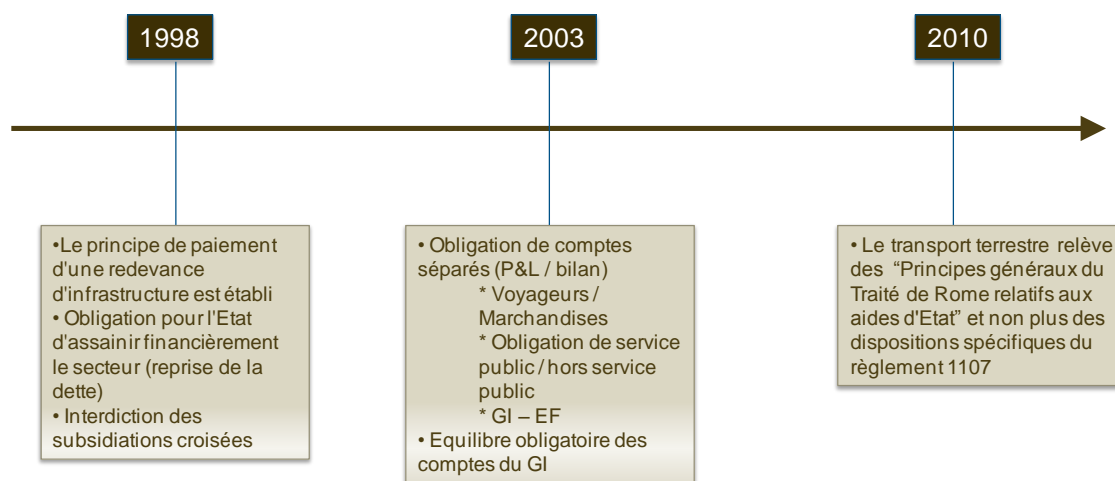 1998
2003
2010
•Le principe de paiement
d'une redevance
d'infrastructure est établi
• Obligation pour l'Etat
d'assainir financièrement
le secteur (reprise de la
dette)
• Interdiction des
subsidiations croisées
• Obligation de comptes
séparés (P&L / bilan)
* Voyageurs /
Marchandises
* Obligation de service
public / hors service
public
* GI – EF
• Equilibre obligatoire des
comptes du GI
• Le transport terrestre relève
des “Principes généraux du
Traité de Rome relatifs aux
aides d'Etat” et non plus des
dispositions spécifiques du
règlement 1107